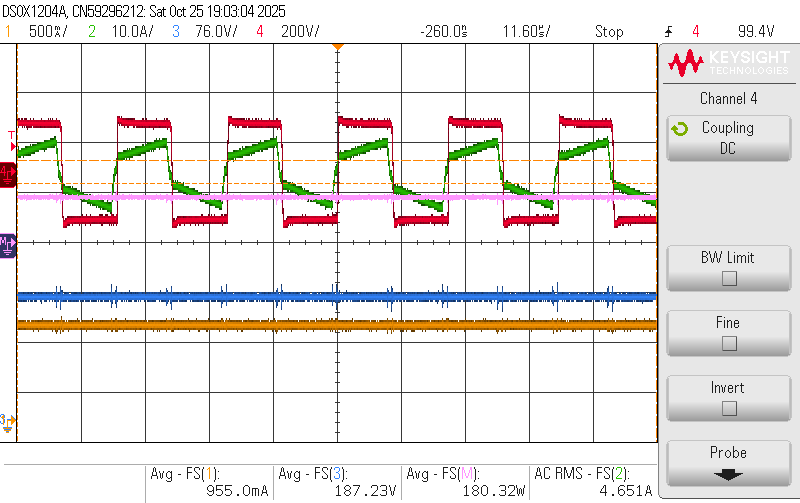 DSOX1204A, CN59296212: Sat Oct 25 19:03:04 2025
1 500%/ 2 10.0A/ 3 76.0V/ 4 200V/ -260.0%s 11.60%s/ Stop 4 99.4V
KEYSIGHT
TECHNOLOGIES
Channel 4
Coupling
DC
T
4
M
3
BW Limit
Fine
Invert
Probe
Avg - FS(1): Avg - FS(3): Avg - FS(M): AC RMS - FS(2):
955.0mA 187.23V 180.32W 4.651A